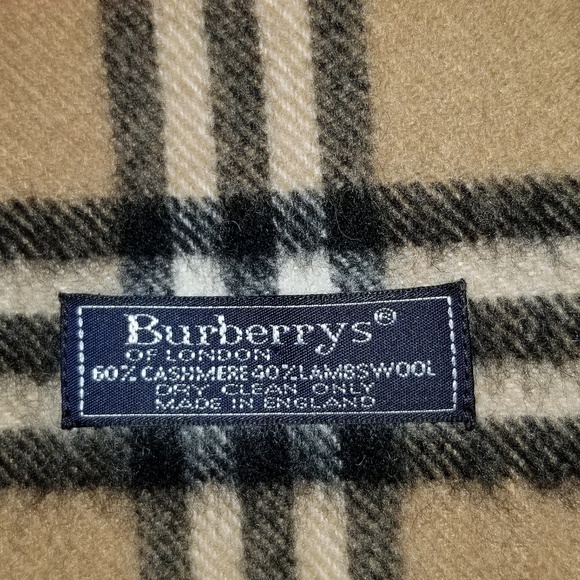 Burberrys®
OF LONDON
60% CASHMERE 40% LAMBSWOOL
DRY CLEAN ONLY
MADE IN ENGLAND